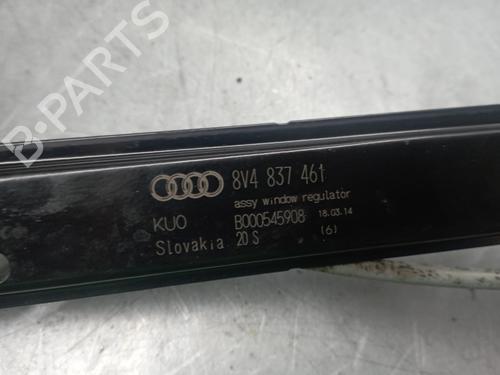 8V4 837 461
assy window regulator
KUO B000545908 18.03.14
Slovakia 20 S (6)
B-PARTS